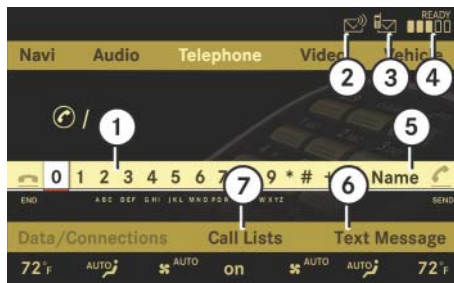 READY
Navi Audio Telephone Video Vehicle
2 3 4
/
1 5
0 1 2 3 4 5 6 7 9 * # + Name
END ABC DEF GHI JKL MNO PQR WXYZ SEND
7 6
Data/Connections Call Lists Text Message
72°F AUTO AUTO on AUTO AUTO 72°F